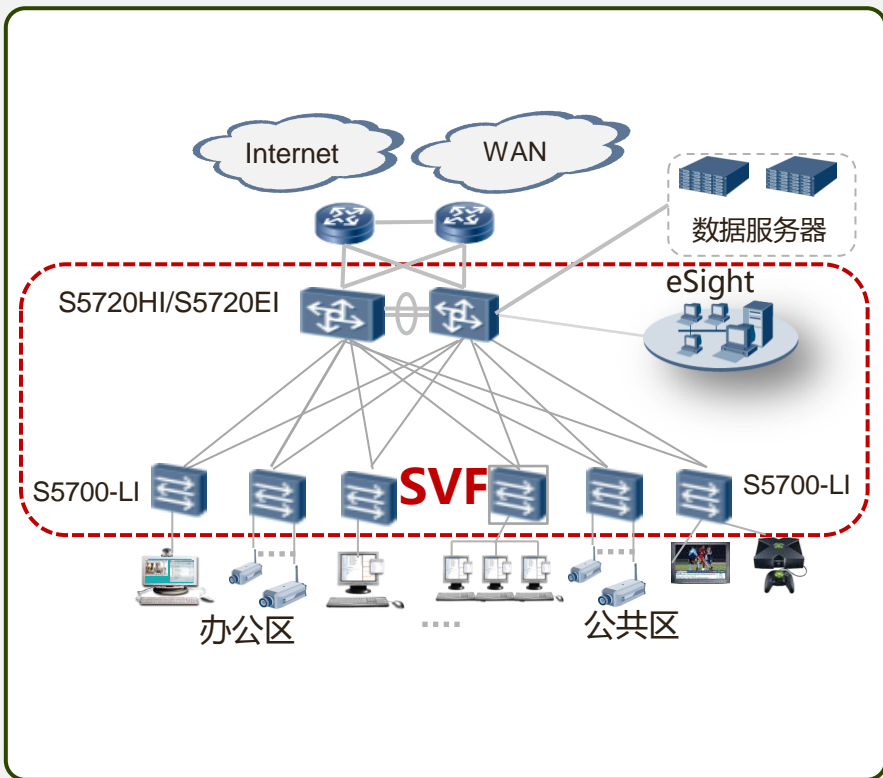 Internet
WAN
数据服务器
eSight
S5720HI/S5720EI
SVF
S5700-LI
S5700-LI
办公区
公共区